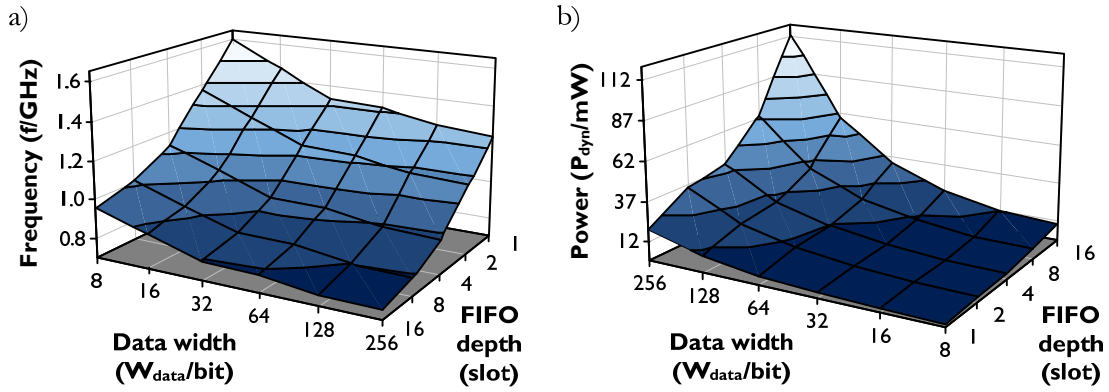 a)
Frequency (f/GHz)
1.6
1.4
1.2
1.0
0.8
8
16
32
64
128
256
Data width
(Wdata/bit)
16
8
4
2
1
FIFO
depth
(slot)
b)
Power (Pdyn/mW)
112
87
62
37
12
256
128
64
32
16
8
Data width
(Wdata/bit)
1
2
4
8
16
FIFO
depth
(slot)